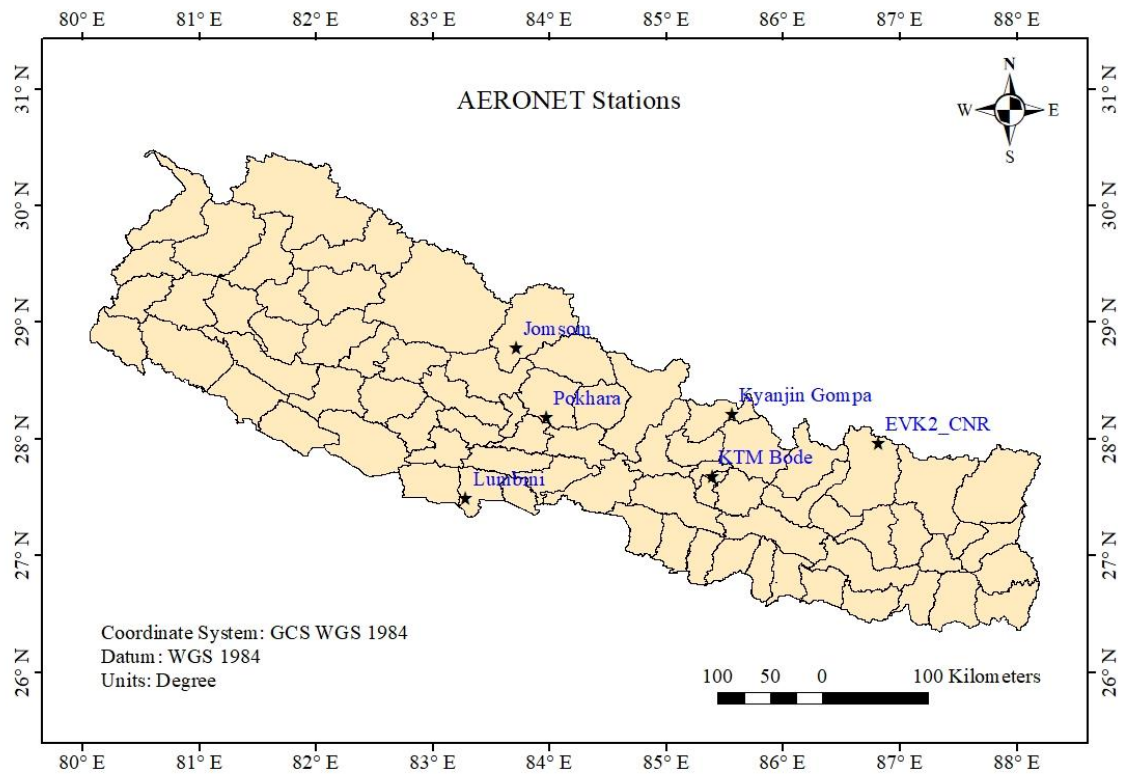 80° E 81° E 82° E 83° E 84° E 85° E 86° E 87° E 88° E
AERONET Stations
N
W E
S
31° N
30° N
29° N
28° N
27° N
26° N
31° N
30° N
29° N
28° N
27° N
26° N
Jomsom
Pokhara
Kyanjin Gompa
EVK2_CNR
KTM Bode
Lumbini
Coordinate System: GCS WGS 1984
Datum: WGS 1984
Units: Degree
100 50 0 100 Kilometers
80° E 81° E 82° E 83° E 84° E 85° E 86° E 87° E 88° E